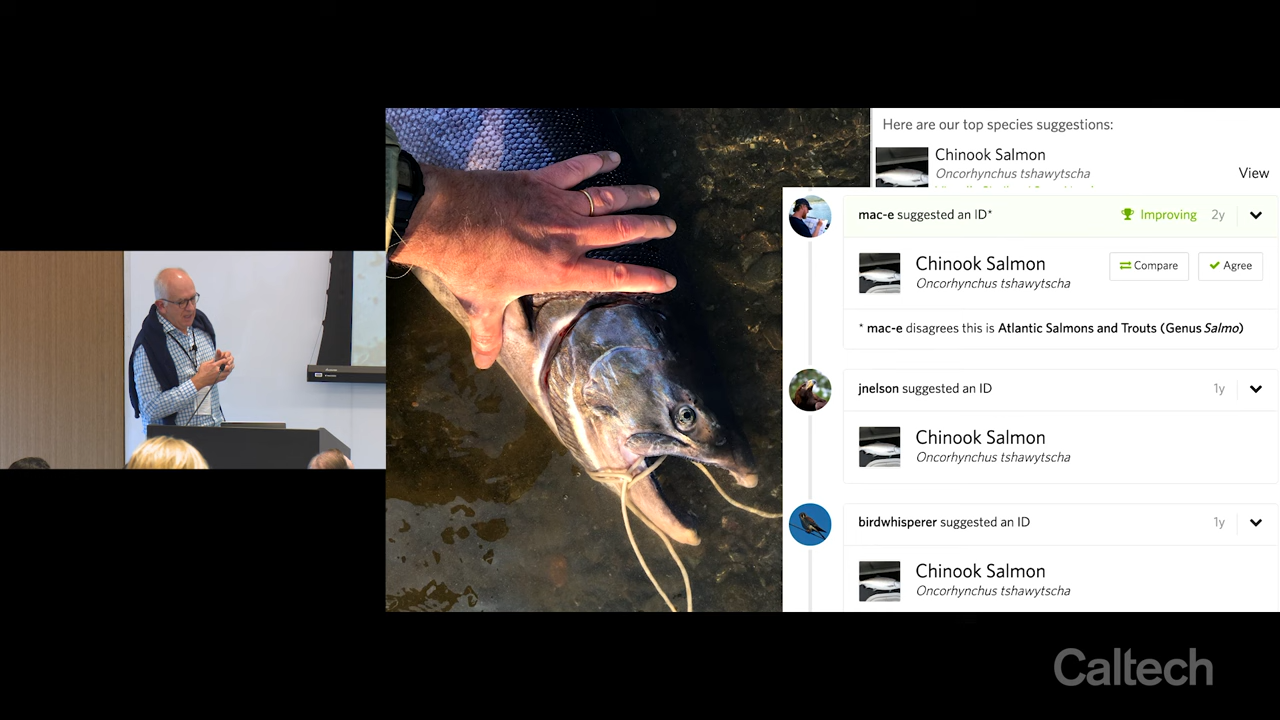 Here are our top species suggestions:
Chinook Salmon
Oncorhynchus tshawytscha
View
mac-e suggested an ID*
Improving 2y
Chinook Salmon
Oncorhynchus tshawytscha
Compare
Agree
* mac-e disagrees this is Atlantic Salmons and Trouts (Genus Salmo)
jnelson suggested an ID
1y
Chinook Salmon
Oncorhynchus tshawytscha
birdwhisperer suggested an ID
1y
Chinook Salmon
Oncorhynchus tshawytscha
Caltech